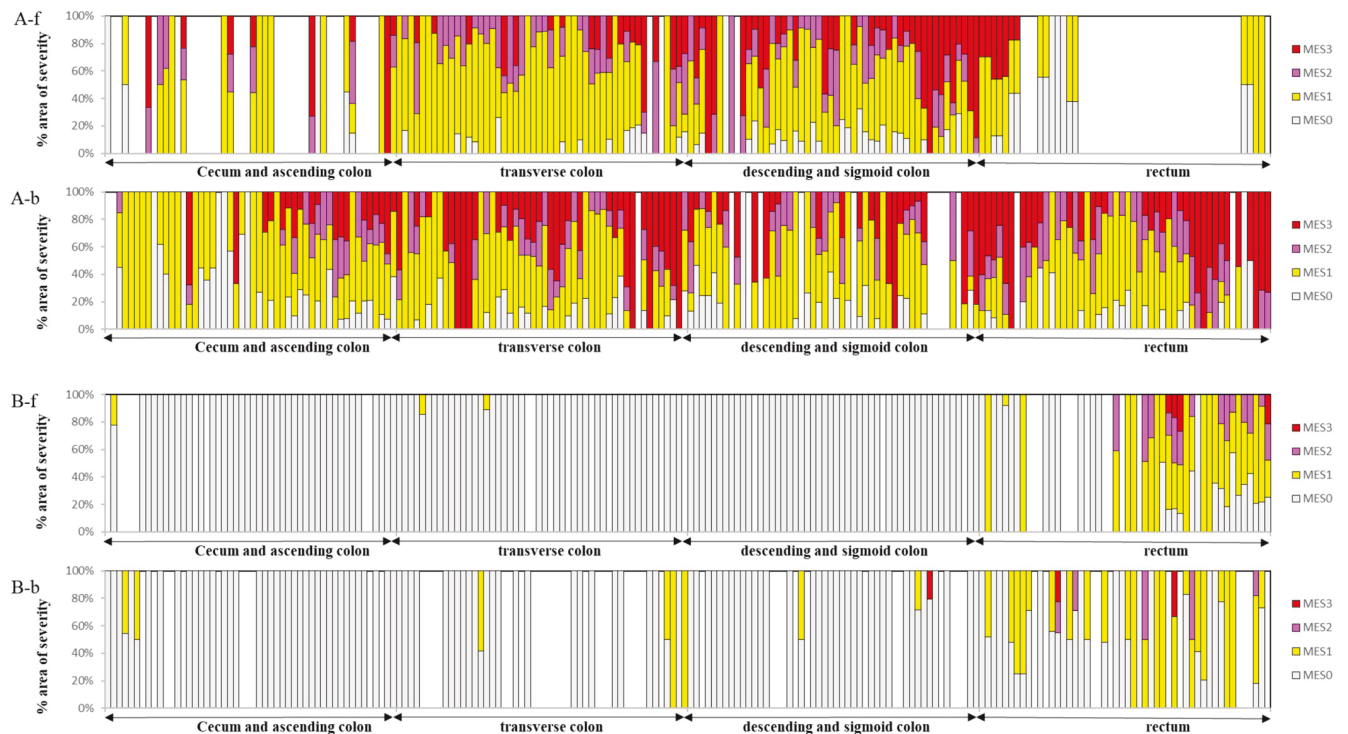 A-f
% area of severity
100%
80%
60%
40%
20%
0%
MES3
MES2
MES1
MES0
Cecum and ascending colon transverse colon descending and sigmoid colon rectum
A-b
% area of severity
100%
80%
60%
40%
20%
0%
MES3
MES2
MES1
MES0
Cecum and ascending colon transverse colon descending and sigmoid colon rectum
B-f
% area of severity
100%
80%
60%
40%
20%
0%
MES3
MES2
MES1
MES0
Cecum and ascending colon transverse colon descending and sigmoid colon rectum
B-b
% area of severity
100%
80%
60%
40%
20%
0%
MES3
MES2
MES1
MES0
Cecum and ascending colon transverse colon descending and sigmoid colon rectum